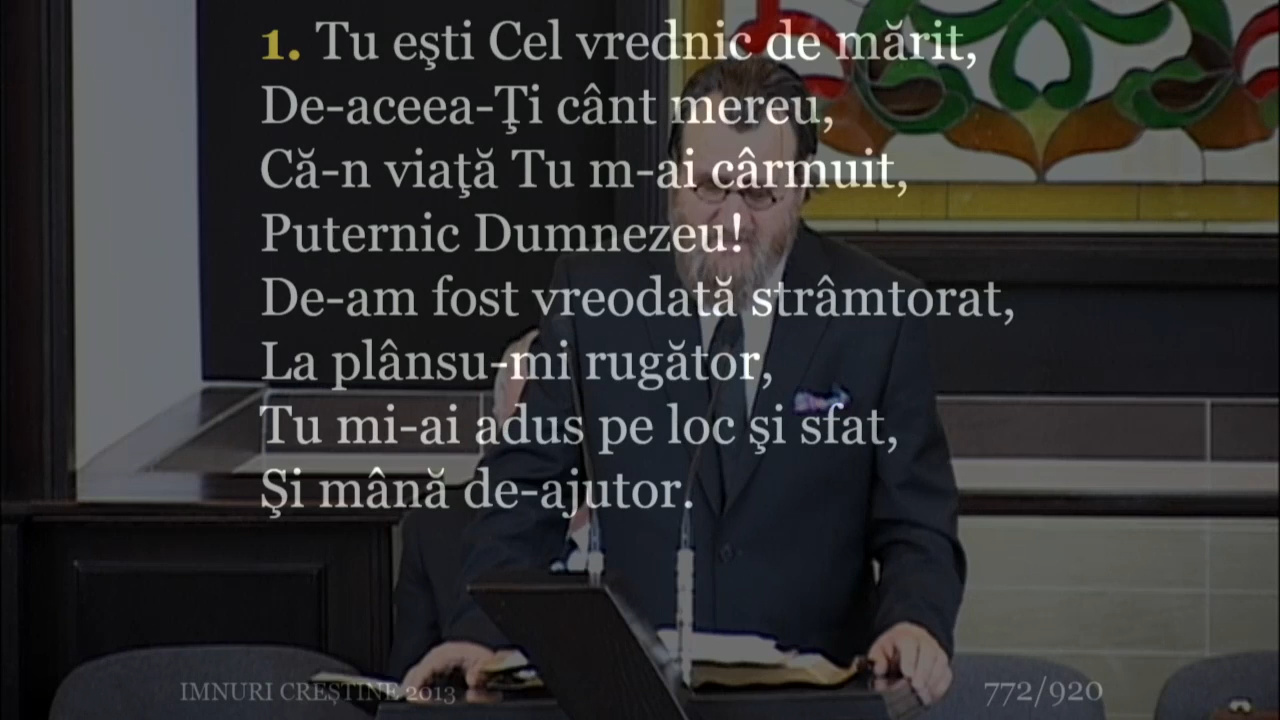 1. Tu eşti Cel vrednic de mărit,
De-aceea-Ţi cânt mereu,
Că-n viaţă Tu m-ai cârmuit,
Puternic Dumnezeu!
De-am fost vreodată strâmtorat,
La plânsu-mi rugător,
Tu mi-ai adus pe loc şi sfat,
Şi mână de-ajutor.
IMNURI CREŞTINE 2013
772/920